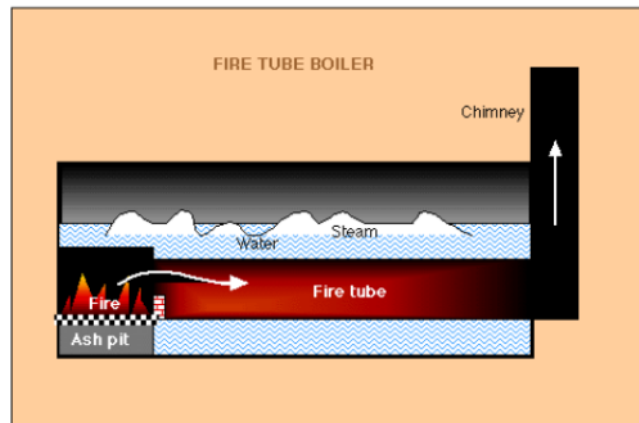 FIRE TUBE BOILER
Chimney
Steam
Water
Fire tube
Fire
Ash pit